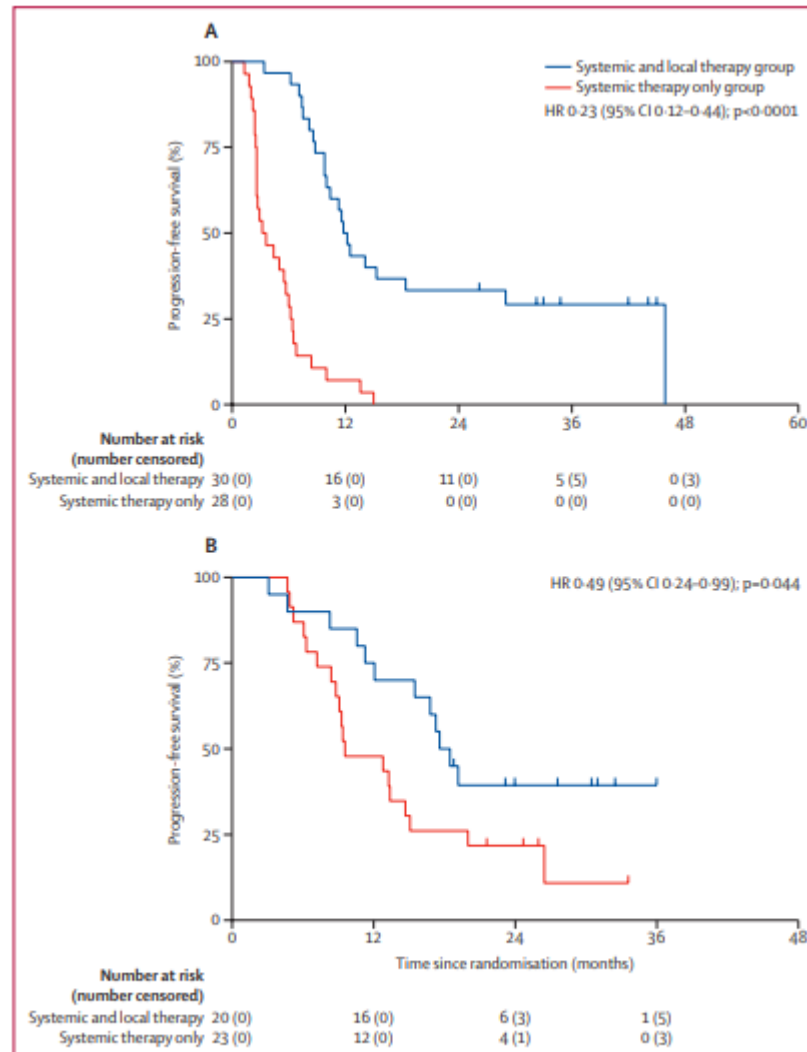 A
100
75
50
25
0
Progression-free survival (%)
Systemic and local therapy group
Systemic therapy only group
HR 0·23 (95% CI 0·12–0·44); p<0·0001
0 12 24 36 48 60
Number at risk
(number censored)
Systemic and local therapy 30 (0) 16 (0) 11 (0) 5 (5) 0 (3)
Systemic therapy only 28 (0) 3 (0) 0 (0) 0 (0) 0 (0)
B
100
75
50
25
0
Progression-free survival (%)
HR 0·49 (95% CI 0·24–0·99); p=0·044
0 12 24 36 48
Time since randomisation (months)
Number at risk
(number censored)
Systemic and local therapy 20 (0) 16 (0) 6 (3) 1 (5)
Systemic therapy only 23 (0) 12 (0) 4 (1) 0 (3)